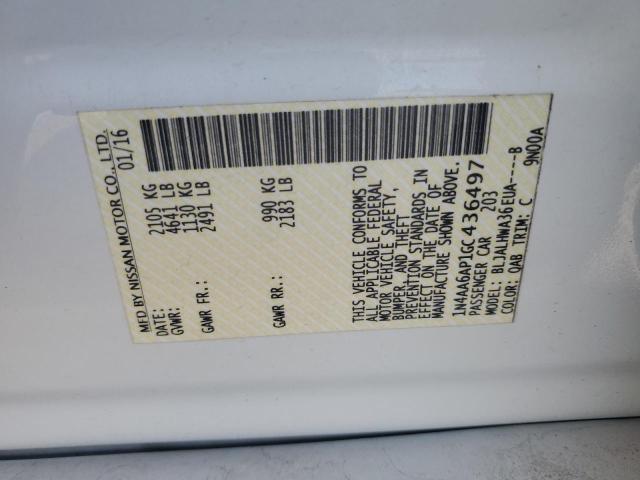 MFD BY NISSAN MOTOR CO., LTD.
DATE: 01/16
GVWR: 2105 KG
4641 LB
GAWR FR.: 1130 KG
2491 LB
GAWR RR.: 990 KG
2183 LB
THIS VEHICLE CONFORMS TO
ALL APPLICABLE FEDERAL
MOTOR VEHICLE SAFETY,
BUMPER, AND THEFT
PREVENTION STANDARDS IN
EFFECT ON THE DATE OF
MANUFACTURE SHOWN ABOVE.
1N4AA6AP1GC436497
PASSENGER CAR 203
MODEL: BLJALHWA36EUA----B
COLOR: QAB TRIM: C 9N00A